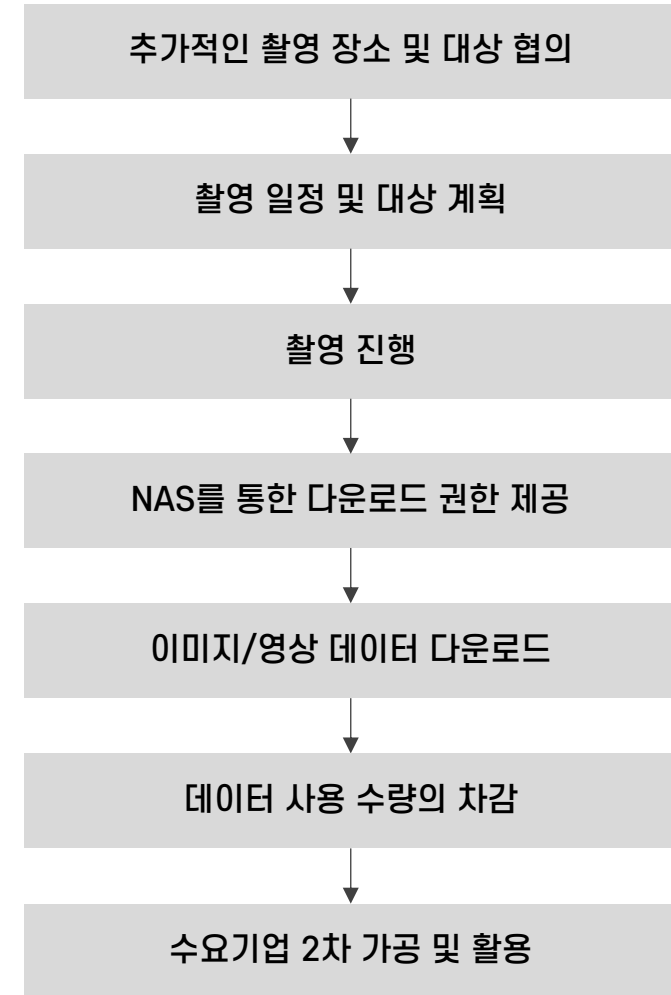 추가적인 촬영 장소 및 대상 협의
촬영 일정 및 대상 계획
촬영 진행
NAS를 통한 다운로드 권한 제공
이미지/영상 데이터 다운로드
데이터 사용 수량의 차감
수요기업 2차 가공 및 활용